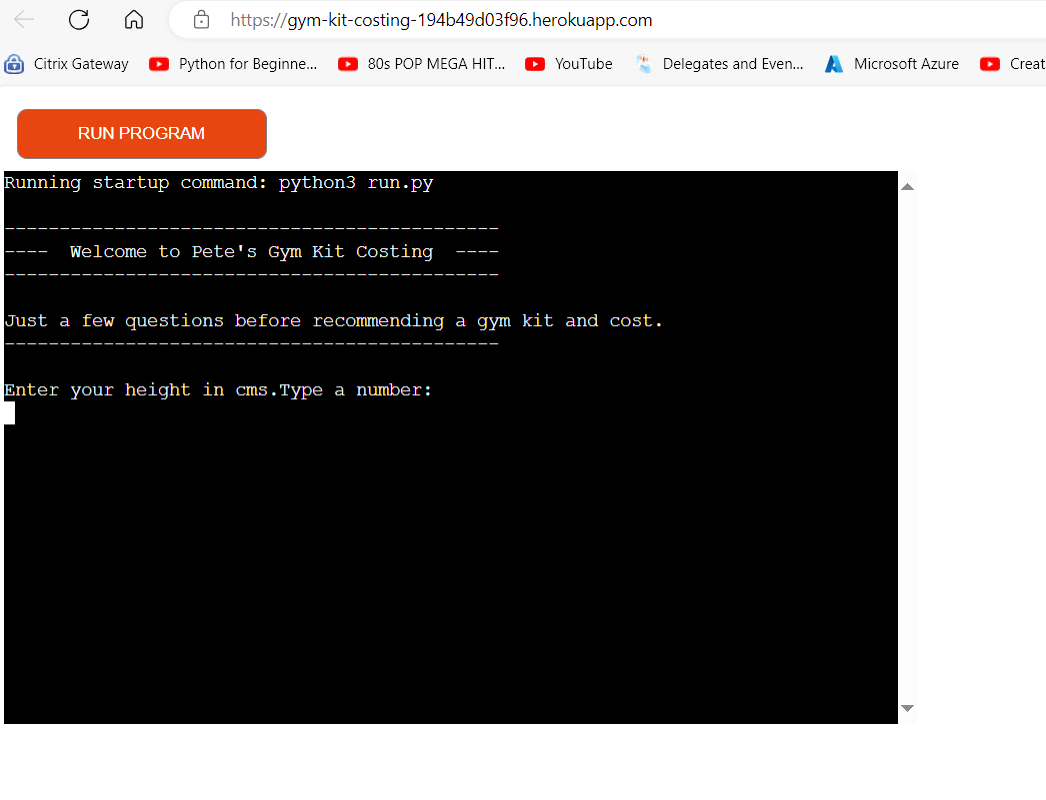 https://gym-kit-costing-194b49d03f96.herokuapp.com
Citrix Gateway Python for Beginne... 80s POP MEGA HIT... YouTube Delegates and Even... Microsoft Azure Creat
RUN PROGRAM
Running startup command: python3 run.py
---------------------------------------------
---- Welcome to Pete's Gym Kit Costing ----
---------------------------------------------
Just a few questions before recommending a gym kit and cost.
---------------------------------------------
Enter your height in cms.Type a number: